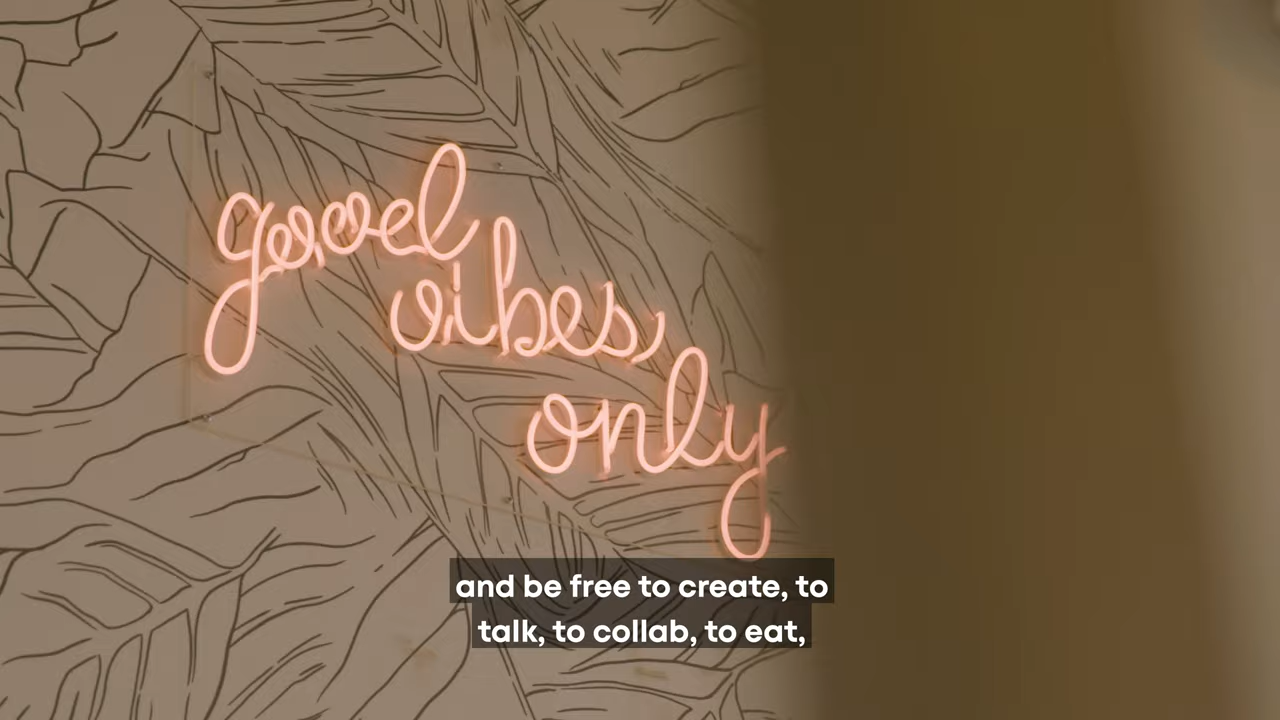 good
vibes
only
and be free to create, to
talk, to collab, to eat,